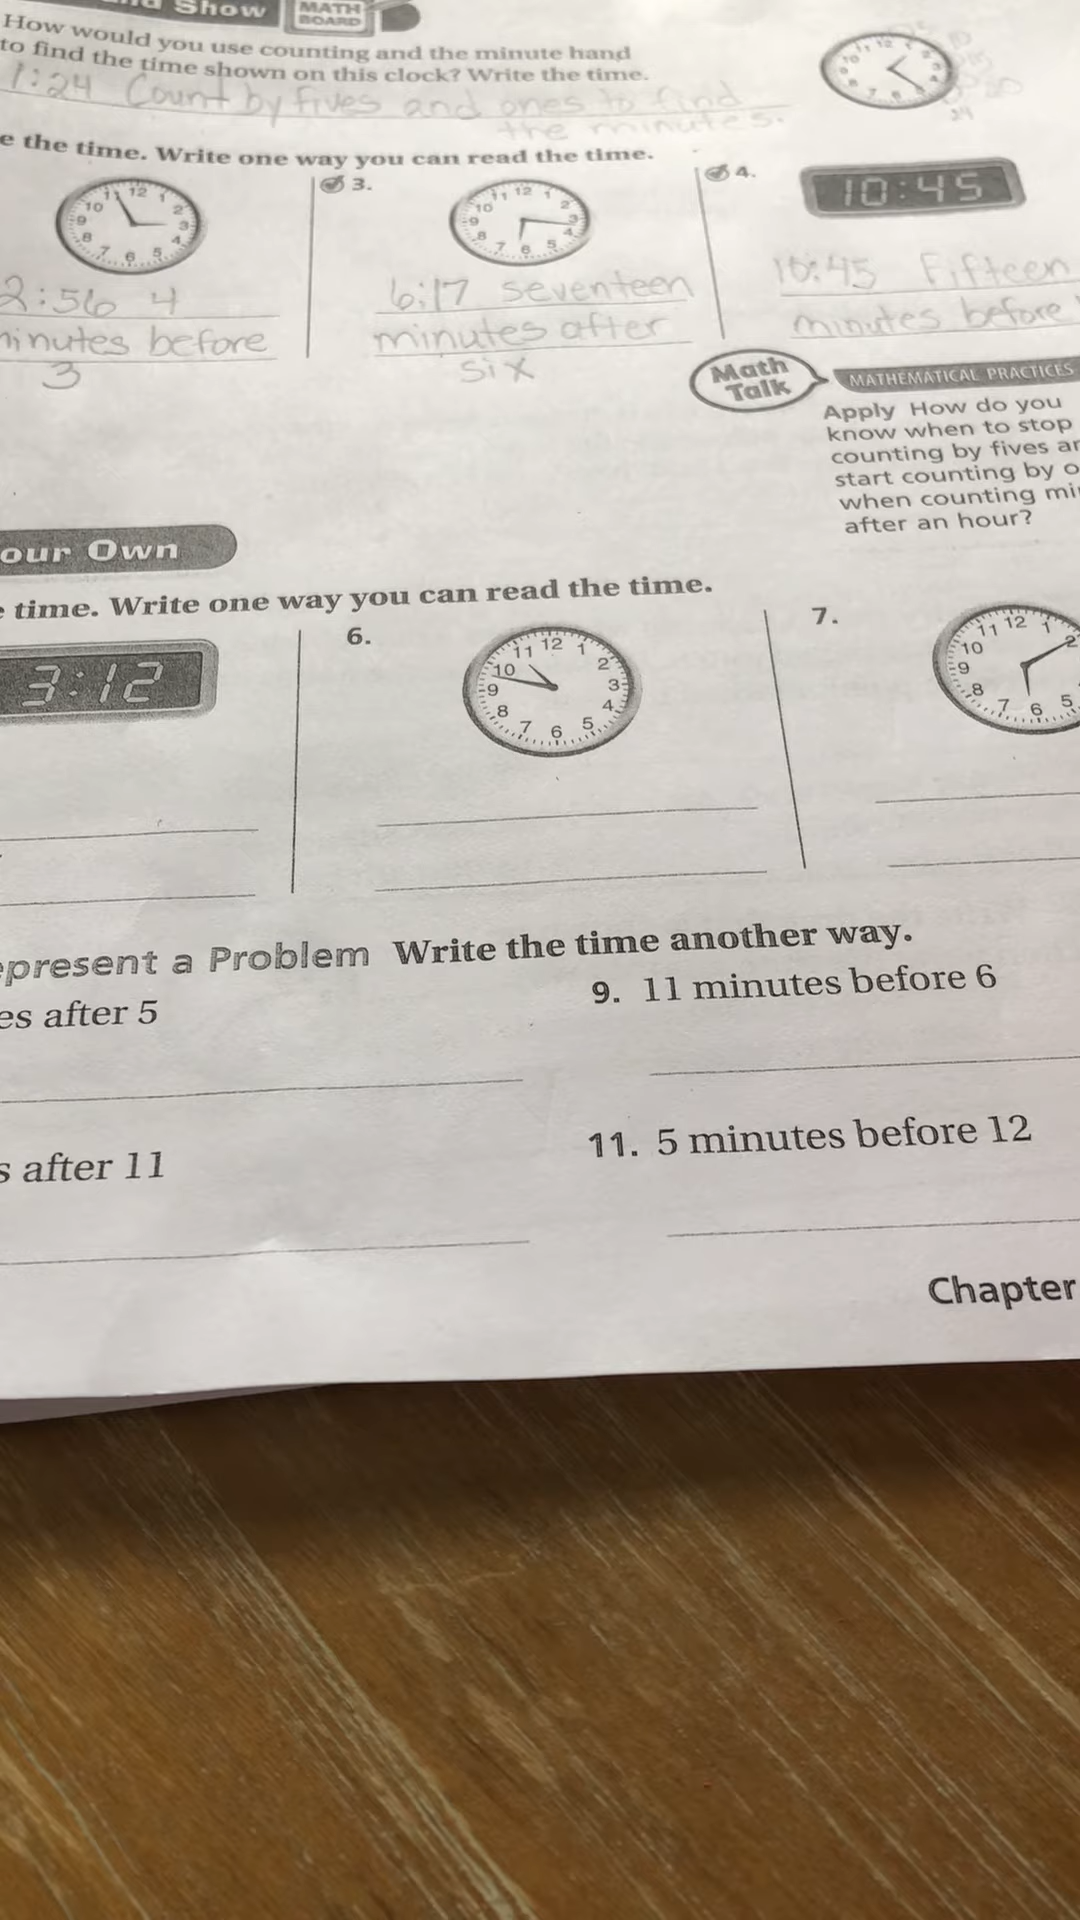 Show MATH BOARD
How would you use counting and the minute hand
to find the time shown on this clock? Write the time.
1:24 Count by fives and ones to find
the minutes.
e the time. Write one way you can read the time.
3.
4.
10:45
2:56 4
minutes before
3
6:17 seventeen
minutes after
six
10:45 Fifteen
minutes before
Math Talk
MATHEMATICAL PRACTICES
Apply How do you
know when to stop
counting by fives an
start counting by o
when counting min
after an hour?
our Own
time. Write one way you can read the time.
3:12
6.
7.
present a Problem Write the time another way.
es after 5
9. 11 minutes before 6
s after 11
11. 5 minutes before 12
Chapter